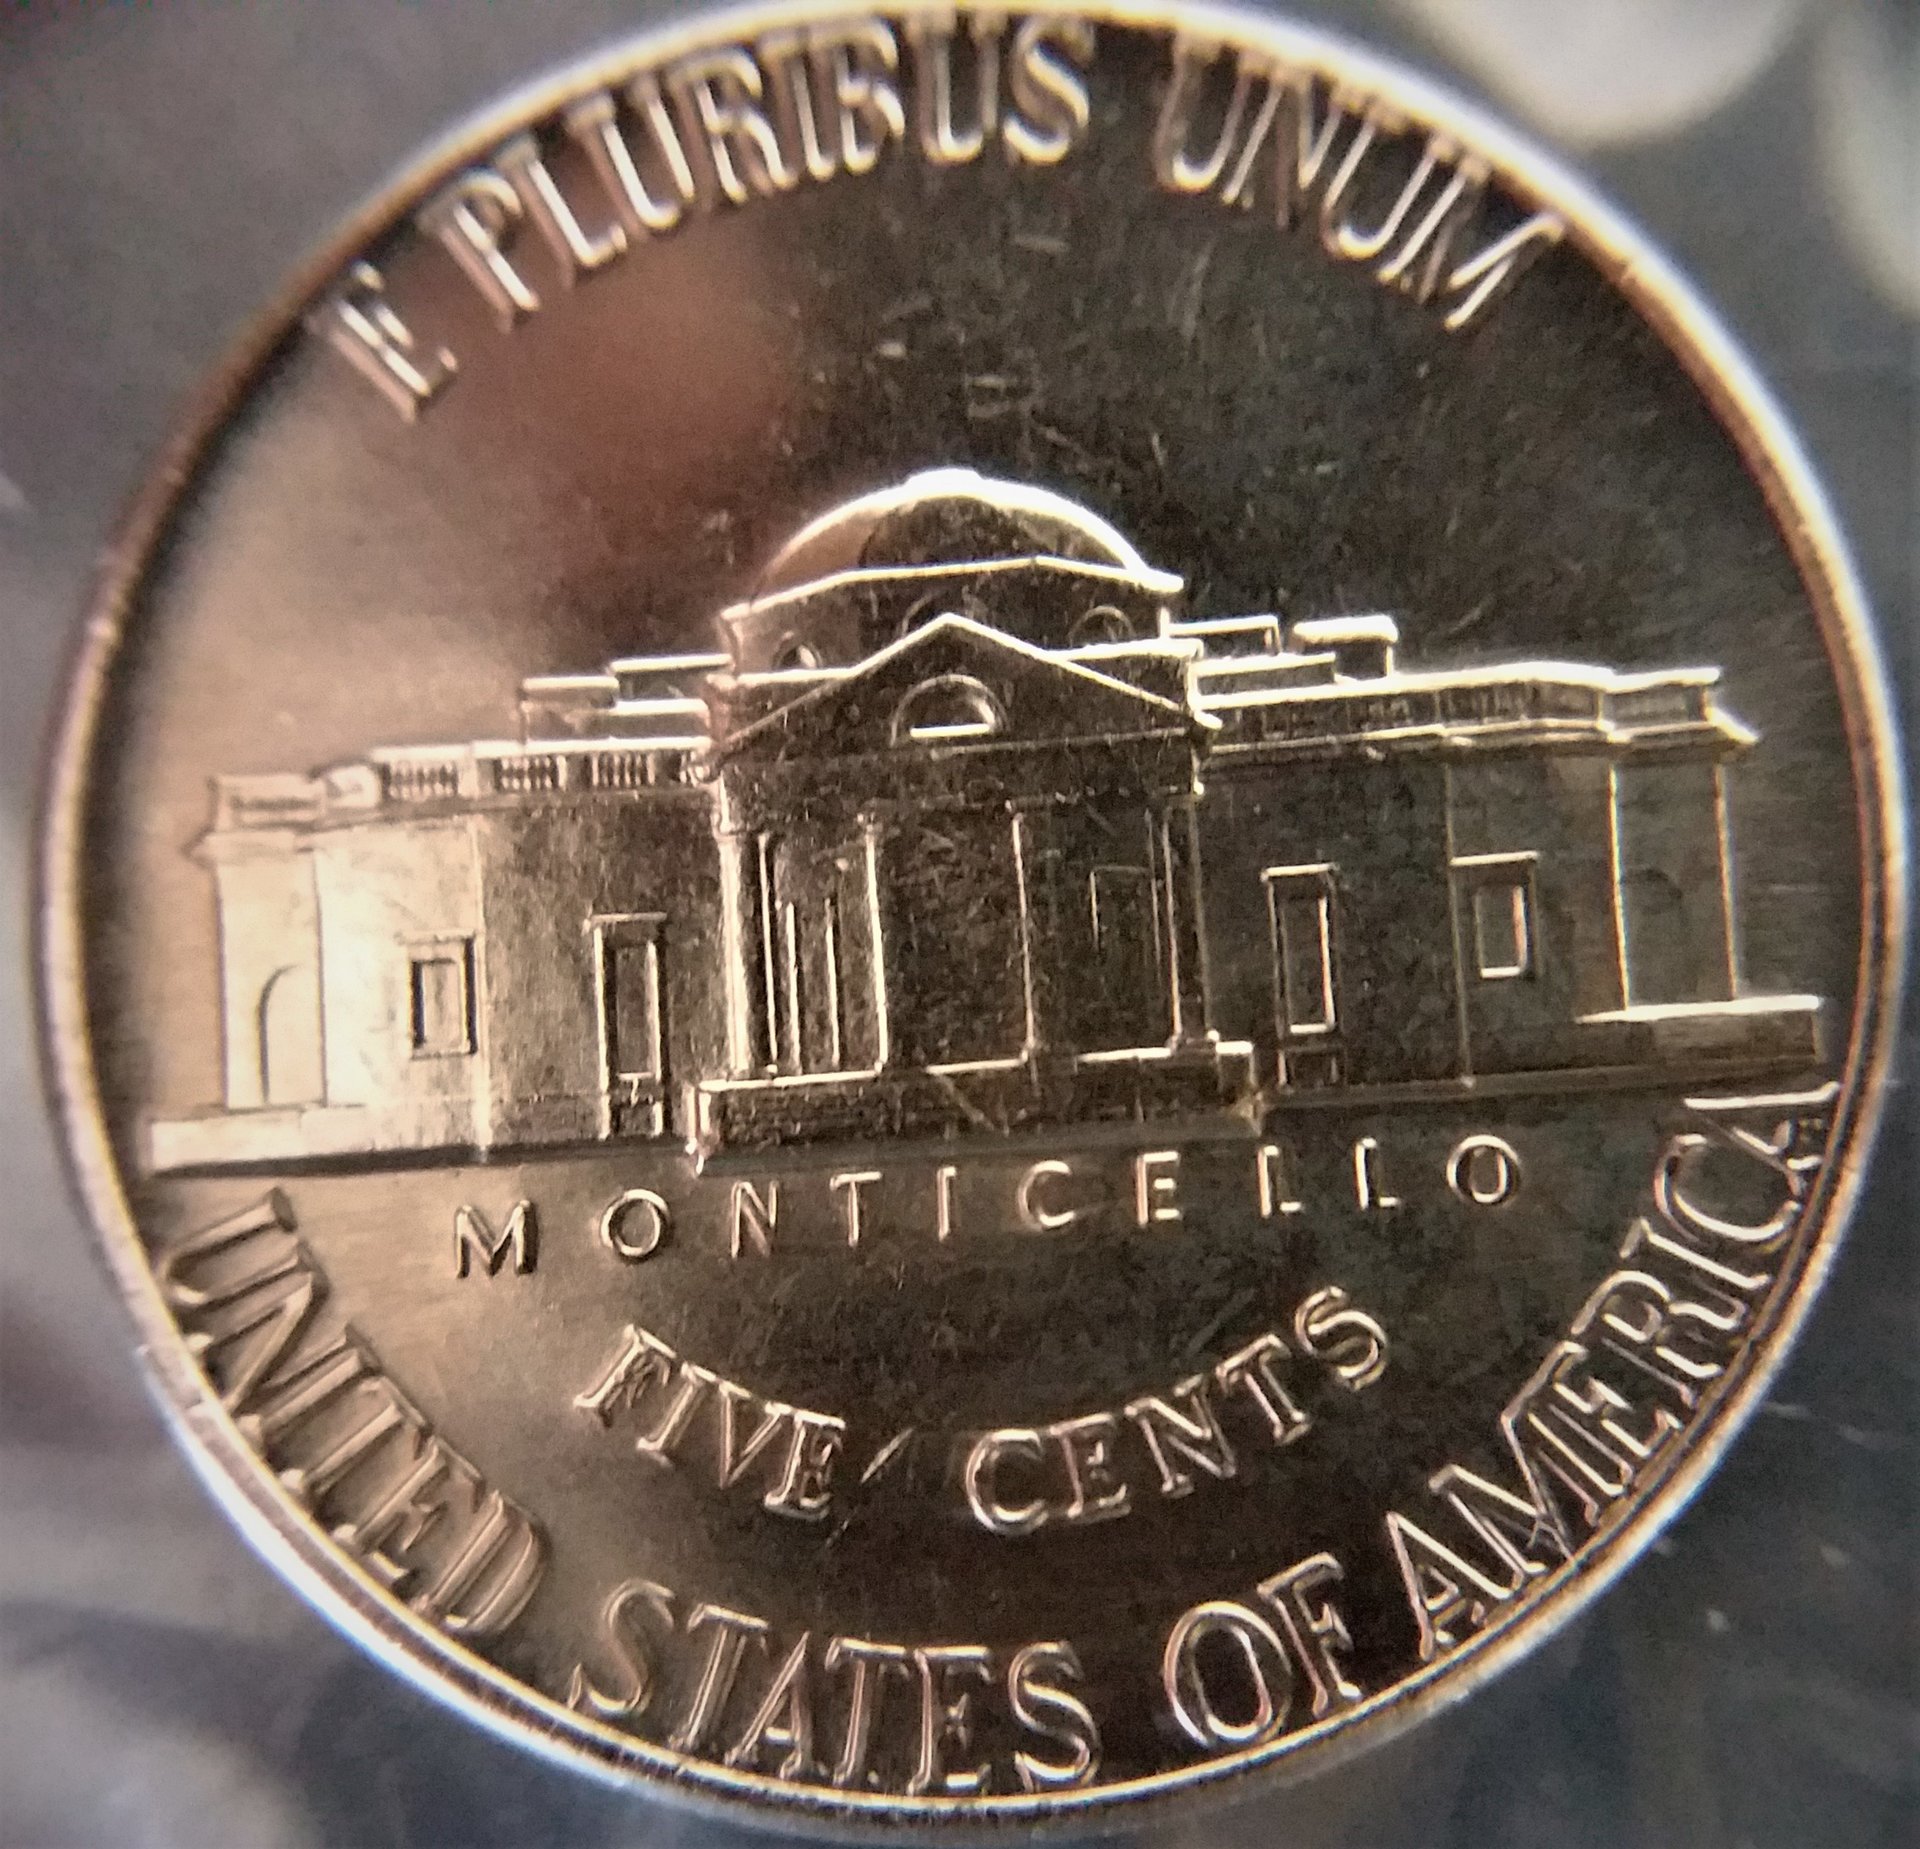 E PLURIBUS UNUM
MONTICELLO
FIVE CENTS
UNITED STATES OF AMERICA